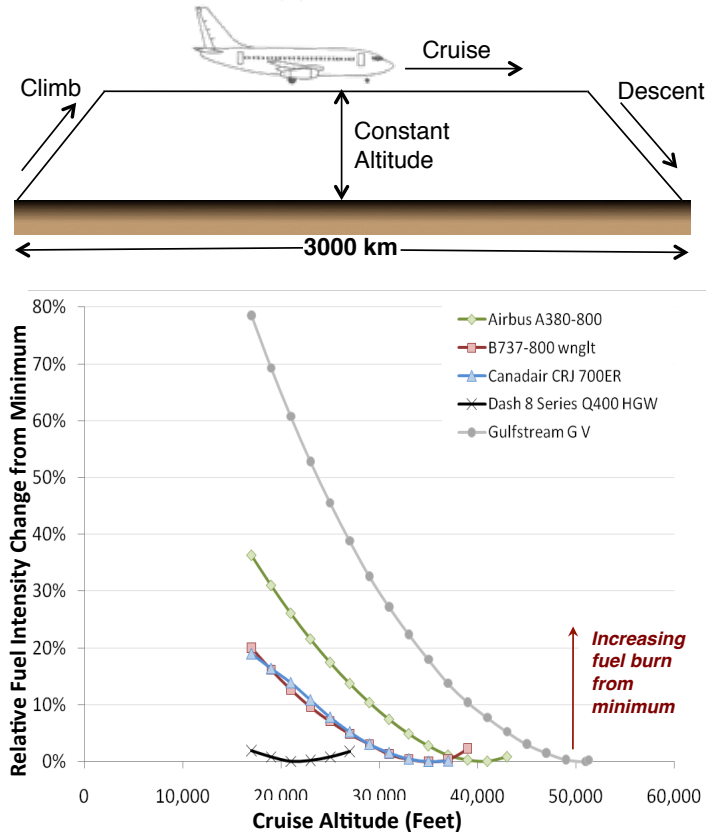 Cruise
Climb
Descent
Constant
Altitude
3000 km
80%
70%
60%
50%
40%
30%
20%
10%
0%
Relative Fuel Intensity Change from Minimum
Airbus A380-800
B737-800 wnglt
Canadair CRJ 700ER
Dash 8 Series Q400 HGW
Gulfstream G V
Increasing
fuel burn
from
minimum
0 10,000 20,000 30,000 40,000 50,000 60,000
Cruise Altitude (Feet)